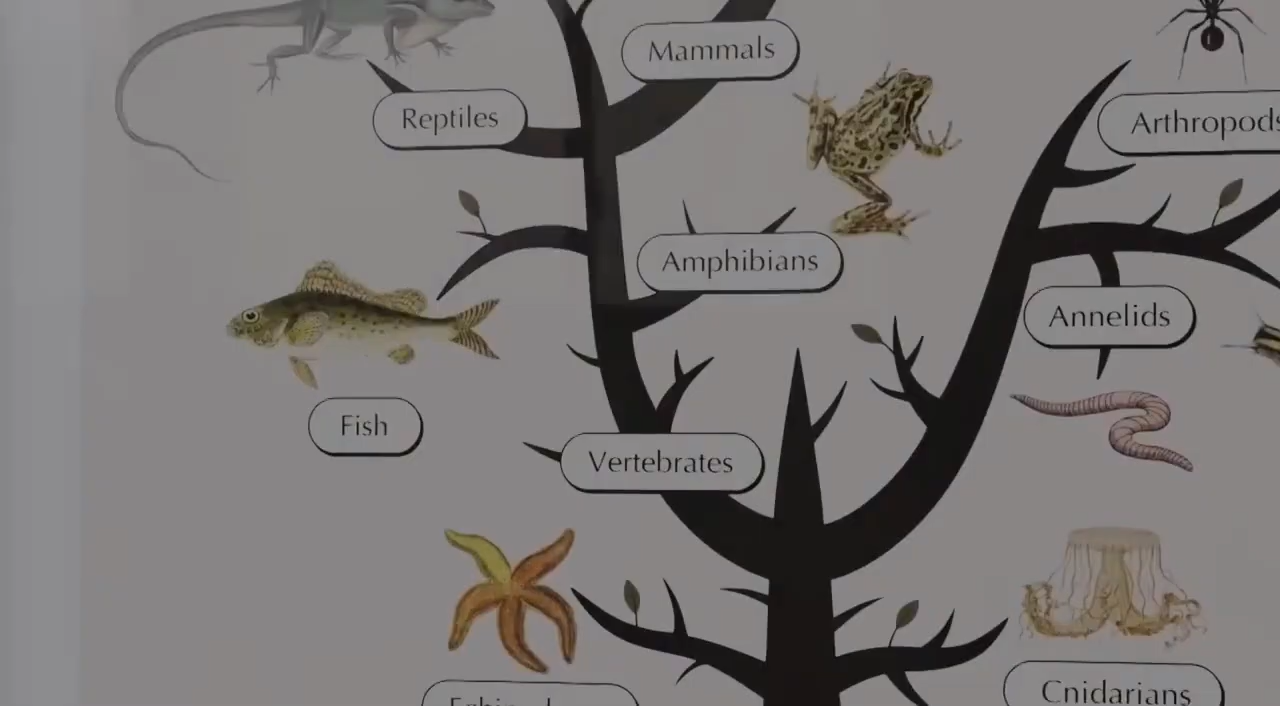 Mammals
Reptiles
Arthropods
Amphibians
Annelids
Fish
Vertebrates
Cnidarians